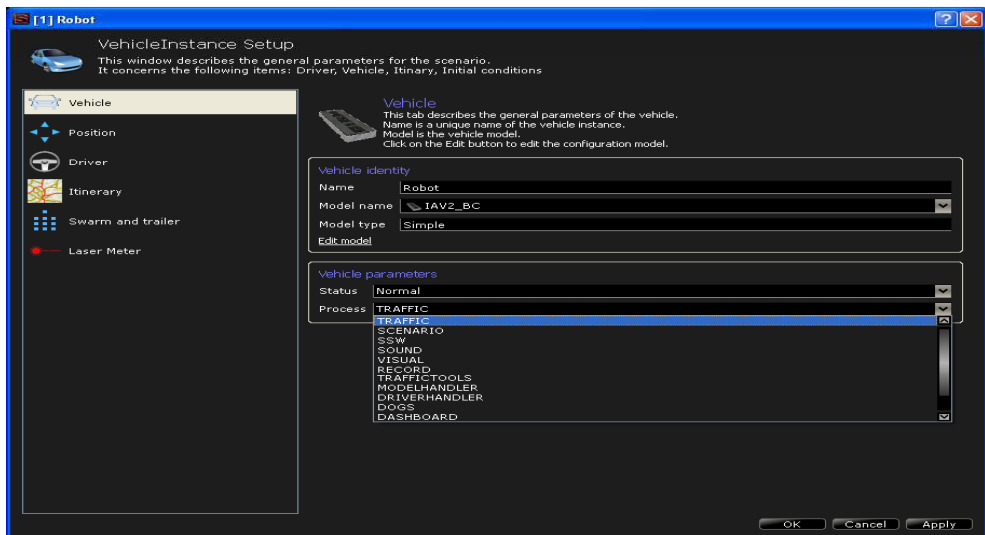 [1] Robot
VehicleInstance Setup
This window describes the general parameters for the scenario.
It concerns the following items: Driver, Vehicle, Itinary, Initial conditions
Vehicle
Position
Driver
Itinerary
Swarm and trailer
Laser Meter
Vehicle
This tab describes the general parameters of the vehicle.
Name is a unique name of the vehicle instance.
Model is the vehicle model.
Click on the Edit button to edit the configuration model.
Vehicle identity
Name Robot
Model name IAV2_BC
Model type Simple
Edit model
Vehicle parameters
Status Normal
Process TRAFFIC
TRAFFIC
SCENARIO
SSW
SOUND
VISUAL
RECORD
TRAFFICTOOLS
MODELHANDLER
DRIVERHANDLER
DOGS
DASHBOARD
OK Cancel Apply